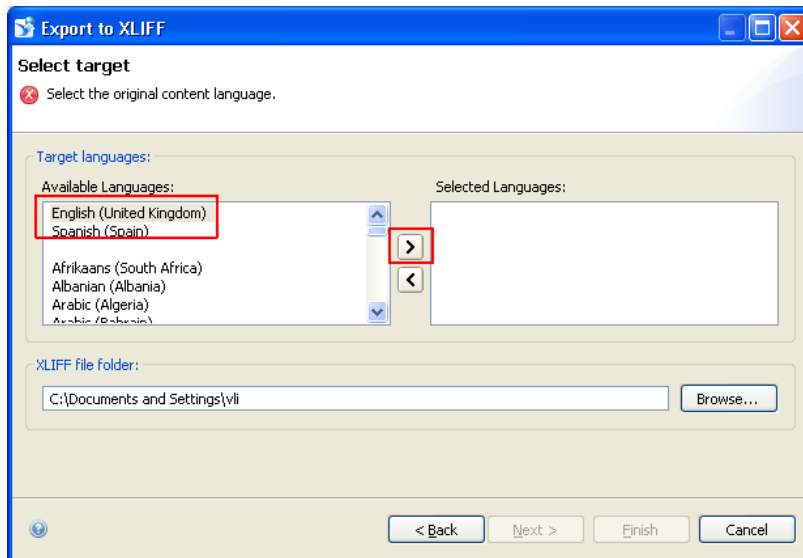 Export to XLIFF
Select target
Select the original content language.
Target languages:
Available Languages:
Selected Languages:
English (United Kingdom)
Spanish (Spain)
Afrikaans (South Africa)
Albanian (Albania)
Arabic (Algeria)
Arabic (Bahrain)
>
<
XLIFF file folder:
C:\Documents and Settings\vli
Browse...
< Back
Next >
Finish
Cancel